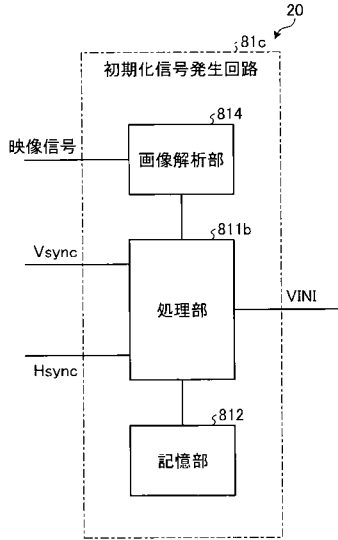 20
81c
初期化信号発生回路
814
映像信号
画像解析部
811b
Vsync
処理部
VINI
Hsync
812
記憶部